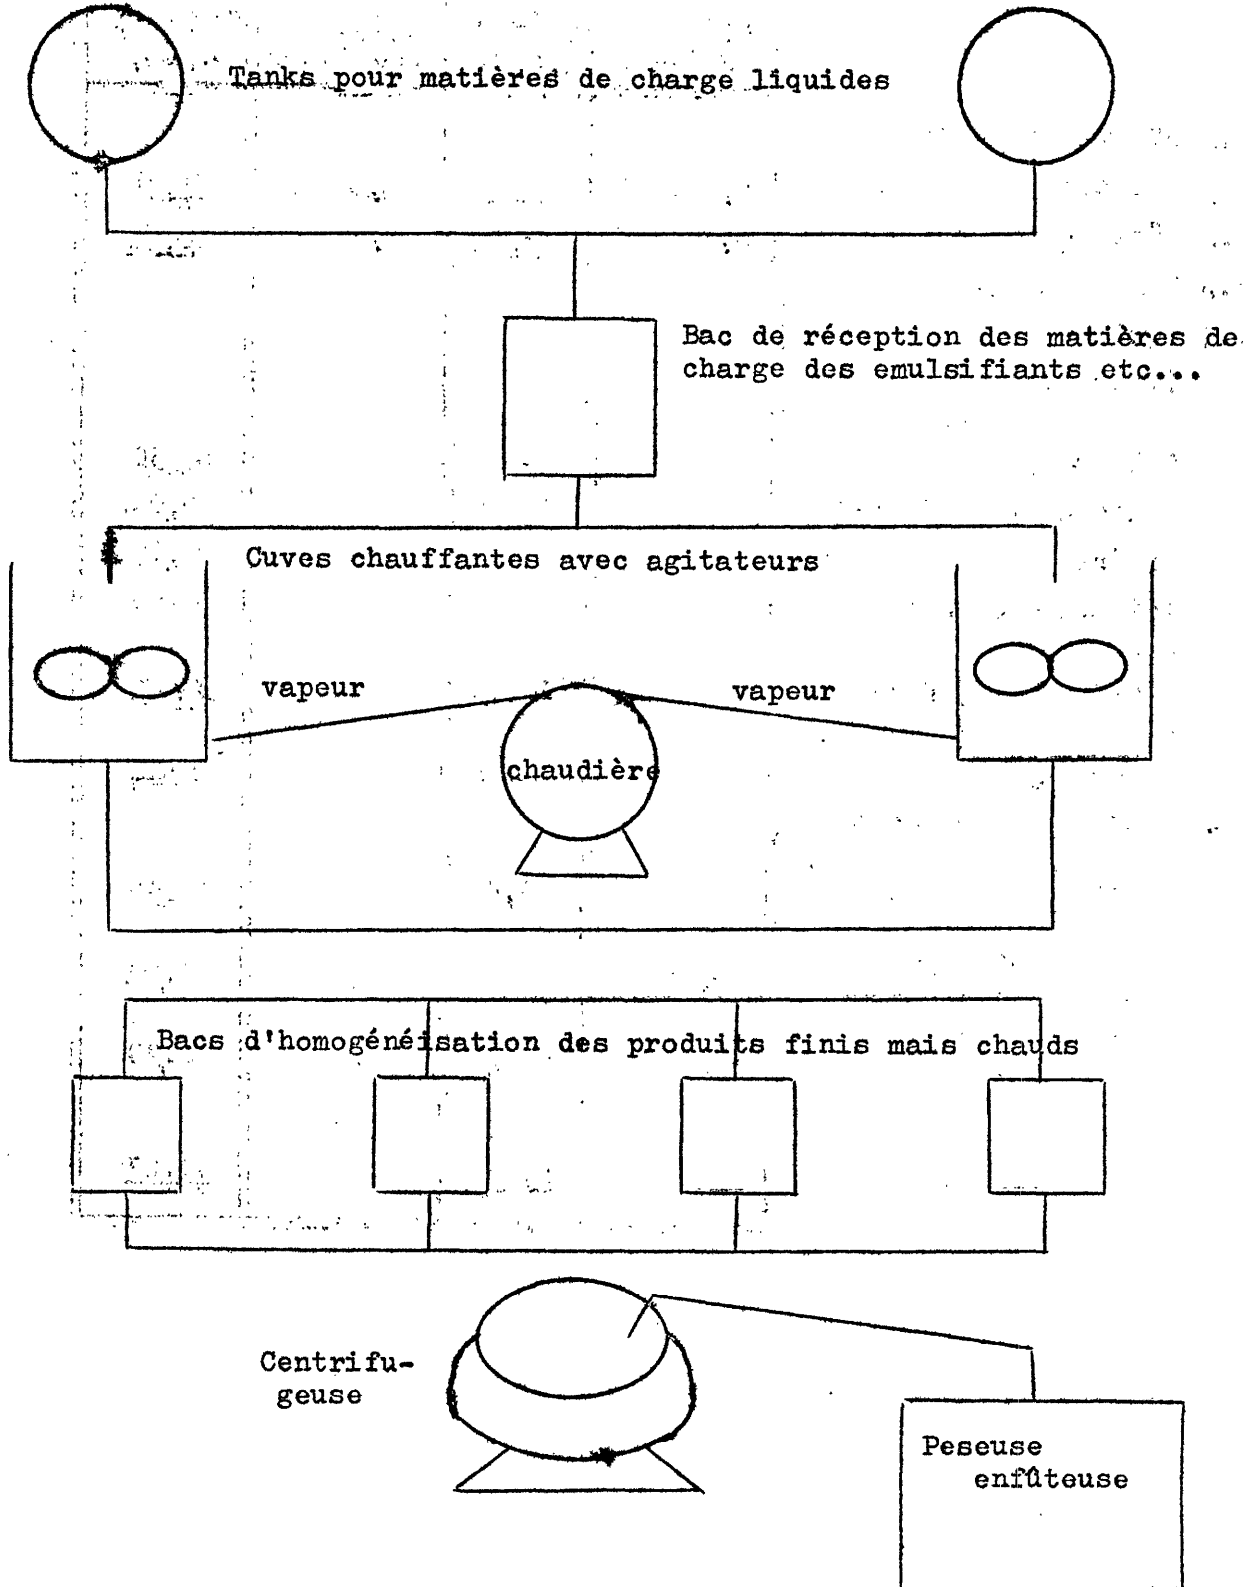 Tanks pour matières de charge liquides
Bac de réception des matières de
charge des emulsifiants etc...
Cuves chauffantes avec agitateurs
vapeur
vapeur
chaudière
Bacs d'homogénéisation des produits finis mais chauds
Centrifu-
geuse
Peseuse
enfûteuse